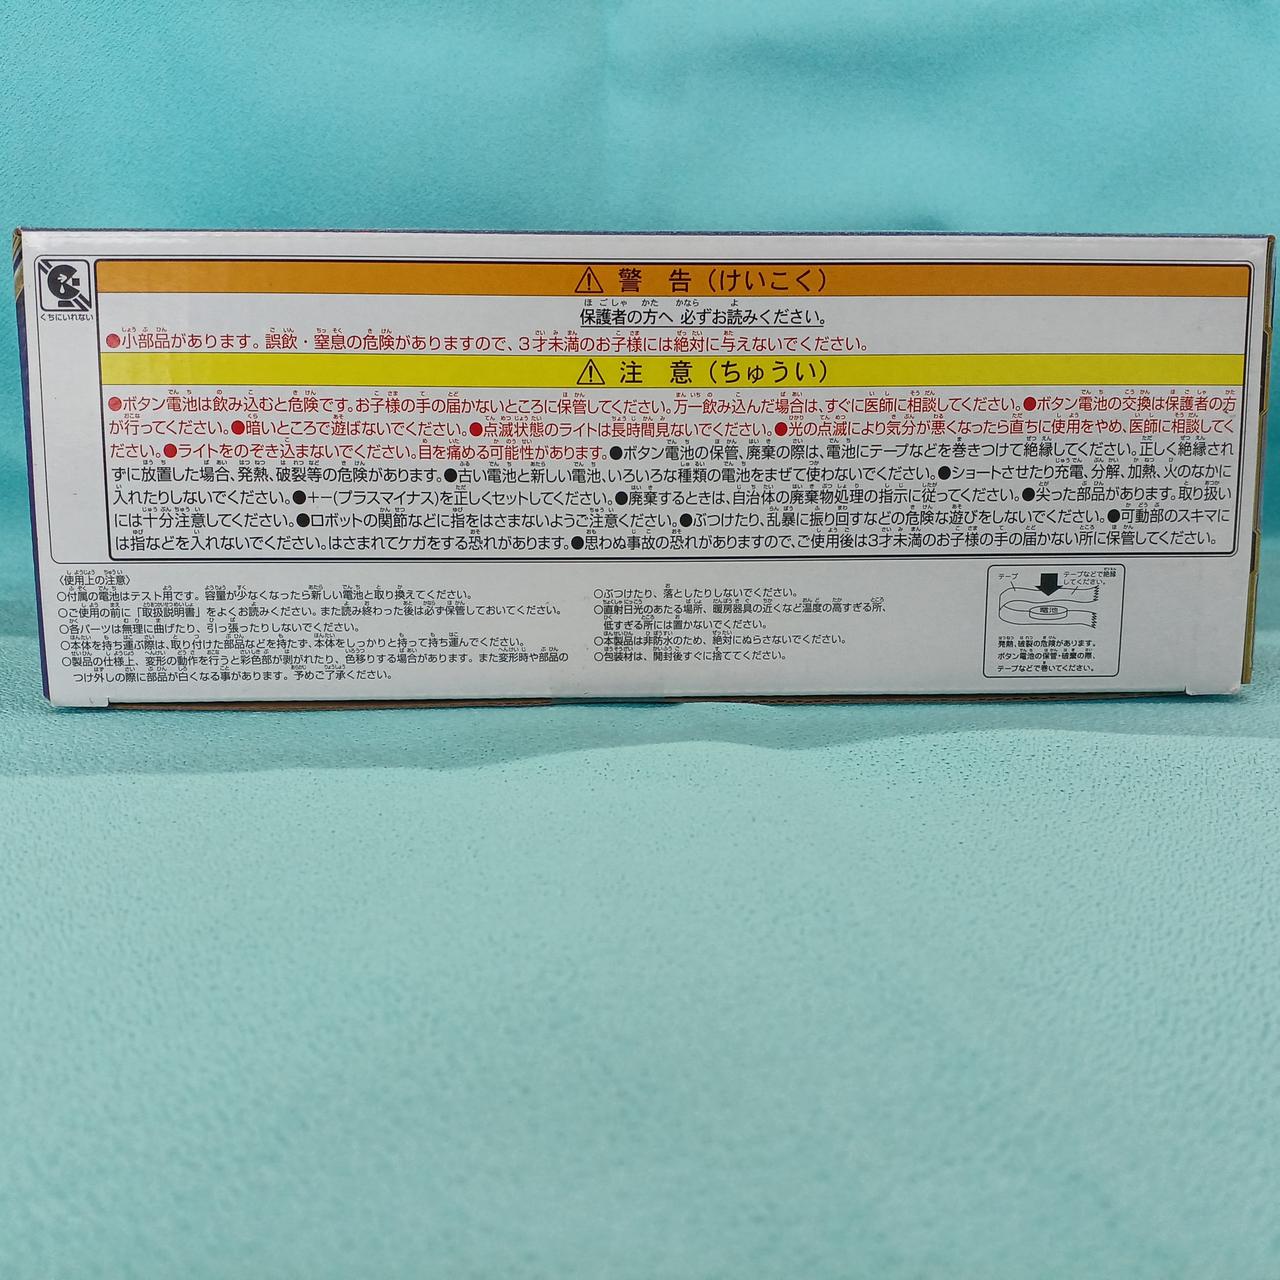 くちにいれない
⚠ 警 告（けいこく）
保護者の方へ 必ずお読みください。
●小部品があります。誤飲・窒息の危険がありますので、3才未満のお子様には絶対に与えないでください。
⚠ 注 意（ちゅうい）
●ボタン電池は飲み込むと危険です。お子様の手の届かないところに保管してください。万一飲み込んだ場合は、すぐに医師に相談してください。●ボタン電池の交換は保護者の方
が行ってください。●暗いところで遊ばないでください。●点滅状態のライトは長時間見ないでください。●光の点滅により気分が悪くなったら直ちに使用をやめ、医師に相談してく
ださい。●ライトをのぞき込まないでください。目を痛める可能性があります。●ボタン電池の保管、廃棄の際は、電池にテープなどを巻きつけて絶縁してください。正しく絶縁され
ずに放置した場合、発熱、破裂等の危険があります。●古い電池と新しい電池、いろいろな種類の電池をまぜて使わないでください。●ショートさせたり充電、分解、加熱、火のなかに
入れたりしないでください。●+−(プラスマイナス)を正しくセットしてください。●廃棄するときは、自治体の廃棄物処理の指示に従ってください。●尖った部品があります。取り扱い
には十分注意してください。●ロボットの関節などに指をはさまないようご注意ください。●ぶつけたり、乱暴に振り回すなどの危険な遊びをしないでください。●可動部のスキマに
は指などを入れないでください。はさまれてケガをする恐れがあります。●思わぬ事故の恐れがありますので、ご使用後は3才未満のお子様の手の届かない所に保管してください。
〈使用上の注意〉
○付属の電池はテスト用です。容量が少なくなったら新しい電池と取り換えてください。
○ご使用の前に「取扱説明書」をよくお読みください。また読み終わった後は必ず保管しておいてください。
○各パーツは無理に曲げたり、引っ張ったりしないでください。
○本体を持ち運ぶ際は、取り付けた部品などを持たず、本体をしっかりと持って持ち運んでください。
○製品の仕様上、変形の動作を行うと彩色部が剥がれたり、色移りする場合があります。また変形時や部品の
つけ外しの際に部品が白くなる事があります。予めご了承ください。
○ぶつけたり、落としたりしないでください。
○直射日光のあたる場所、暖房器具の近くなど温度の高すぎる所、
低すぎる所には置かないでください。
○本製品は非防水のため、絶対にぬらさないでください。
○包装材は、開封後すぐに捨ててください。
テープ
テープなどで絶縁
してください。
電池
発熱、破裂の危険があります。
ボタン電池の保管・破棄の際、
テープなどで巻いてください。